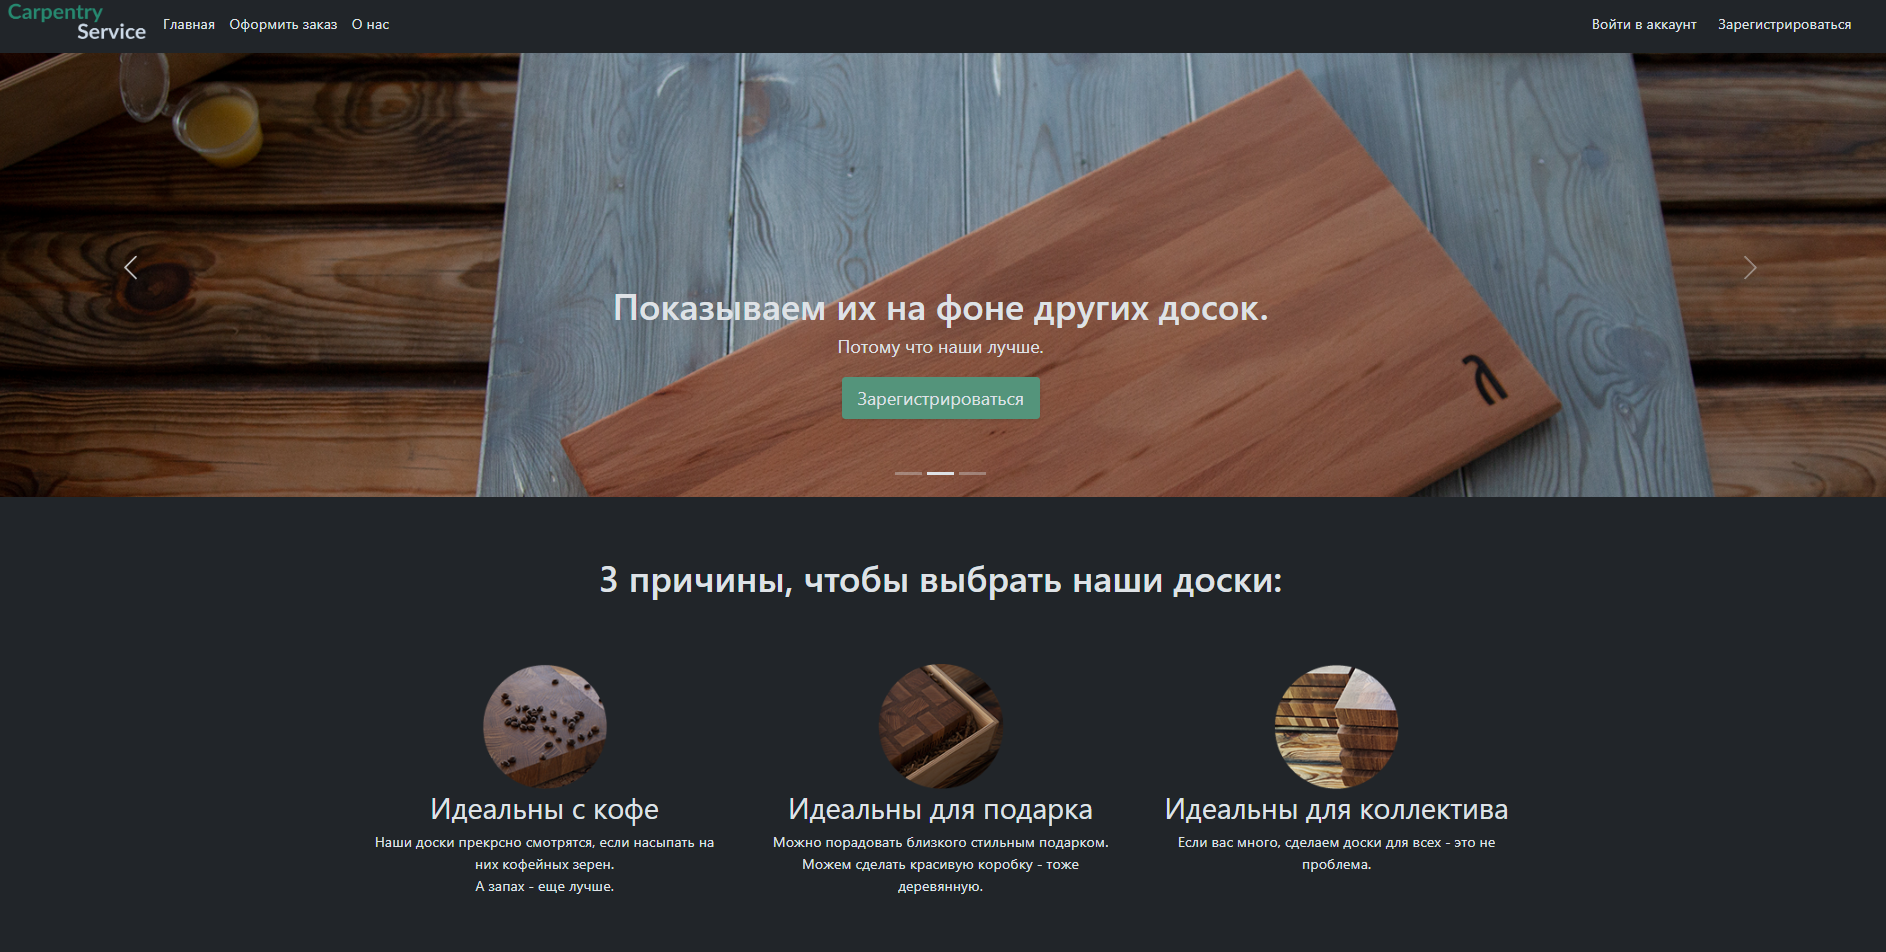 Carpentry
Service
Главная Оформить заказ О нас
Войти в аккаунт Зарегистрироваться
Показываем их на фоне других досок.
Потому что наши лучше.
Зарегистрироваться
3 причины, чтобы выбрать наши доски:
Идеальны с кофе
Наши доски прекрсно смотрятся, если насыпать на
них кофейных зерен.
А запах - еще лучше.
Идеальны для подарка
Можно порадовать близкого стильным подарком.
Можем сделать красивую коробку - тоже
деревянную.
Идеальны для коллектива
Если вас много, сделаем доски для всех - это не
проблема.